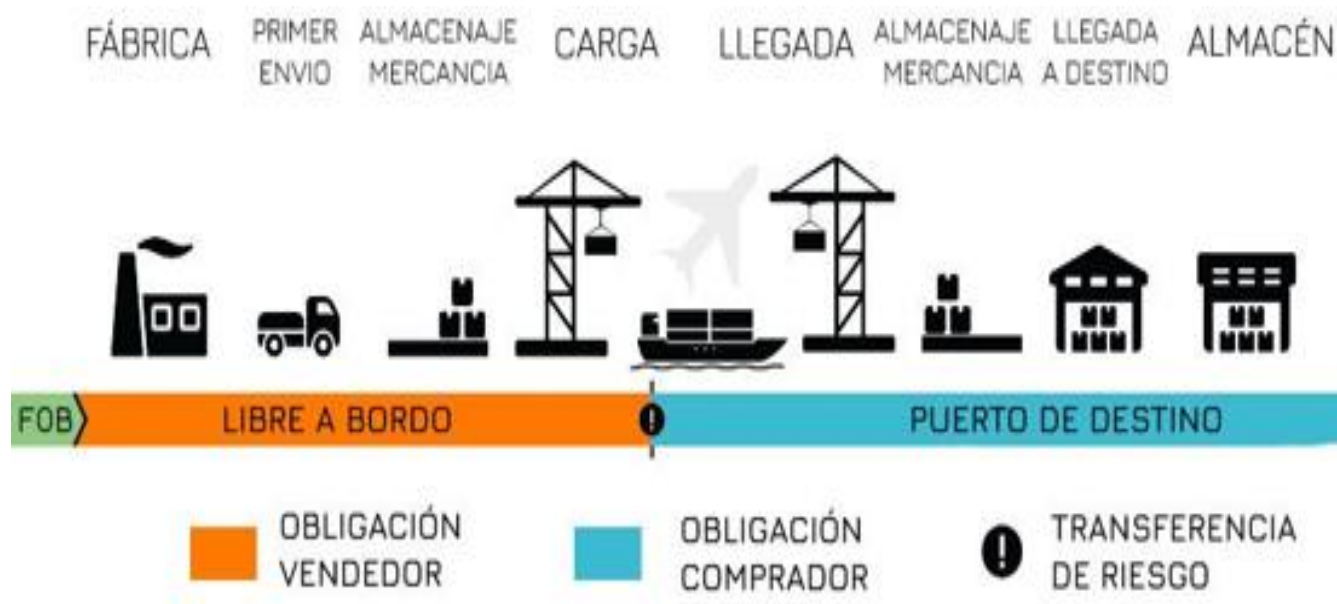 FÁBRICA
PRIMER
ENVIO
ALMACENAJE
MERCANCIA
CARGA
LLEGADA
ALMACENAJE
MERCANCIA
LLEGADA
A DESTINO
ALMACÉN
FOB
LIBRE A BORDO
PUERTO DE DESTINO
OBLIGACIÓN
VENDEDOR
OBLIGACIÓN
COMPRADOR
TRANSFERENCIA
DE RIESGO